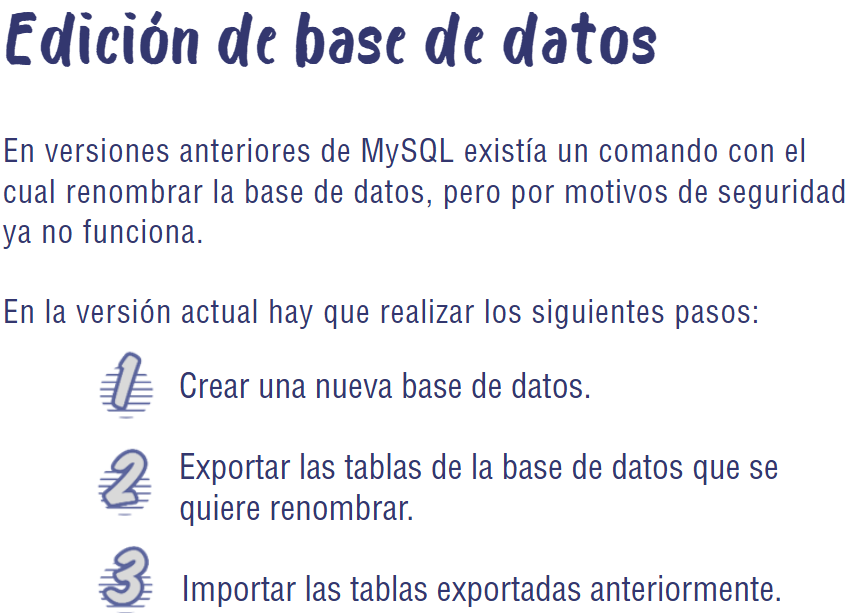 Edición de base de datos
En versiones anteriores de MySQL existía un comando con el
cual renombrar la base de datos, pero por motivos de seguridad
ya no funciona.
En la versión actual hay que realizar los siguientes pasos:
1 Crear una nueva base de datos.
2 Exportar las tablas de la base de datos que se
quiere renombrar.
3 Importar las tablas exportadas anteriormente.